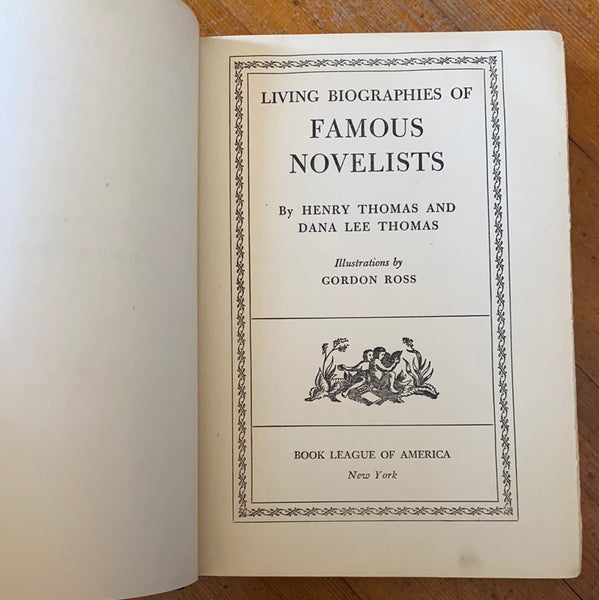 LIVING BIOGRAPHIES OF
FAMOUS
NOVELISTS
By HENRY THOMAS AND
DANA LEE THOMAS
Illustrations by
GORDON ROSS
BOOK LEAGUE OF AMERICA
New York